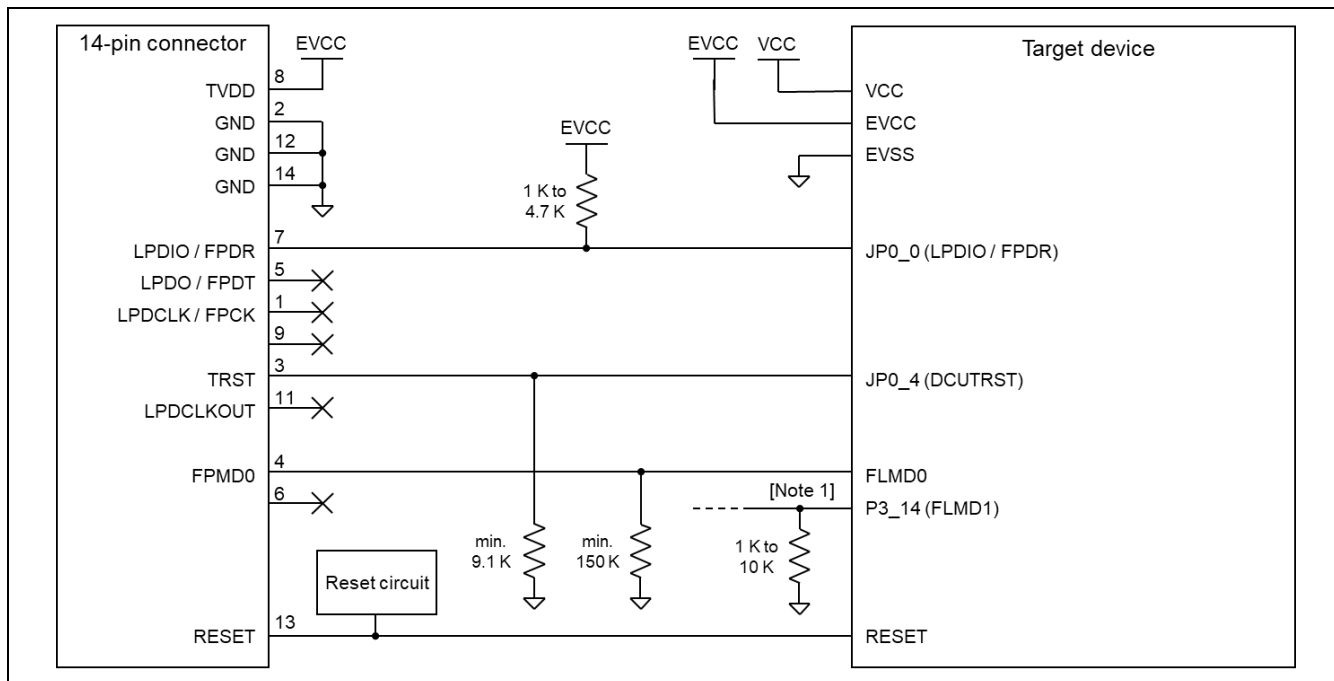 14-pin connector
EVCC
EVCC
VCC
Target device
8
TVDD
VCC
2
GND
EVCC
12
GND
EVCC
EVSS
14
GND
1 K to
4.7 K
7
LPDIO / FPDR
JP0_0 (LPDIO / FPDR)
5
LPDO / FPDT
1
LPDCLK / FPCK
9
3
TRST
JP0_4 (DCUTRST)
11
LPDCLKOUT
4
FPMD0
FLMD0
6
[Note 1]
P3_14 (FLMD1)
min.
9.1 K
min.
150 K
1 K to
10 K
Reset circuit
13
RESET
RESET